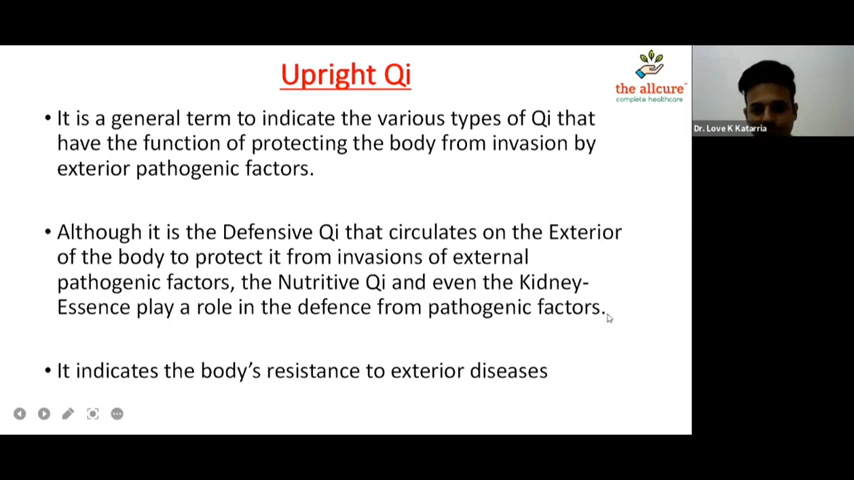 Upright Qi
the allcure
complete healthcare
Dr. Love K Katarria
• It is a general term to indicate the various types of Qi that
have the function of protecting the body from invasion by
exterior pathogenic factors.
• Although it is the Defensive Qi that circulates on the Exterior
of the body to protect it from invasions of external
pathogenic factors, the Nutritive Qi and even the Kidney-
Essence play a role in the defence from pathogenic factors.
• It indicates the body’s resistance to exterior diseases